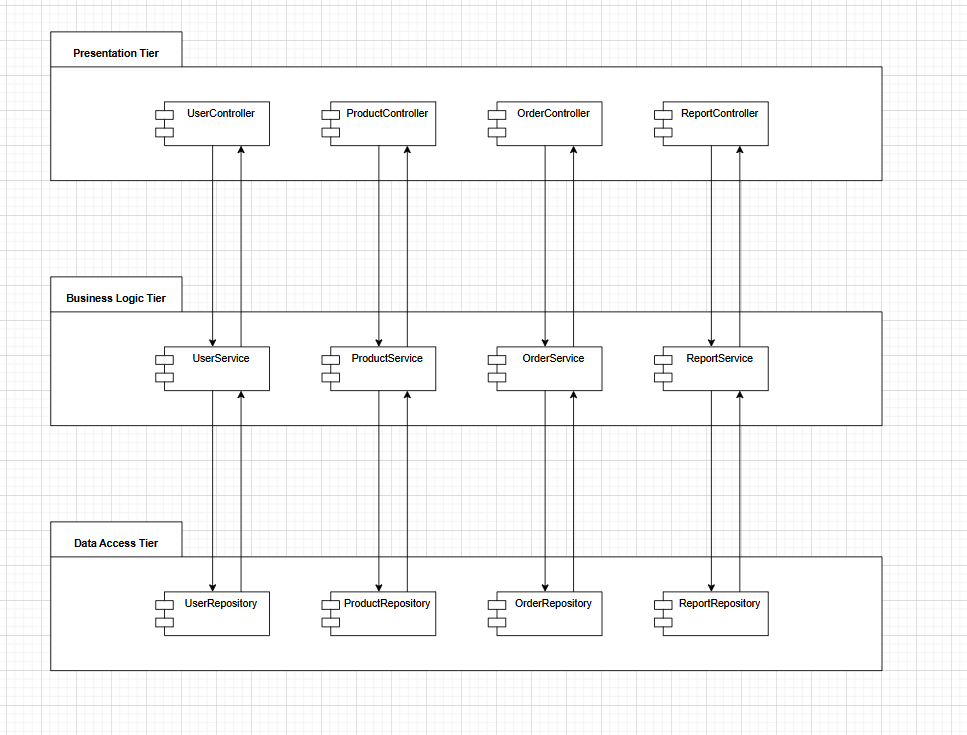 Presentation Tier
UserController
ProductController
OrderController
ReportController
Business Logic Tier
UserService
ProductService
OrderService
ReportService
Data Access Tier
UserRepository
ProductRepository
OrderRepository
ReportRepository